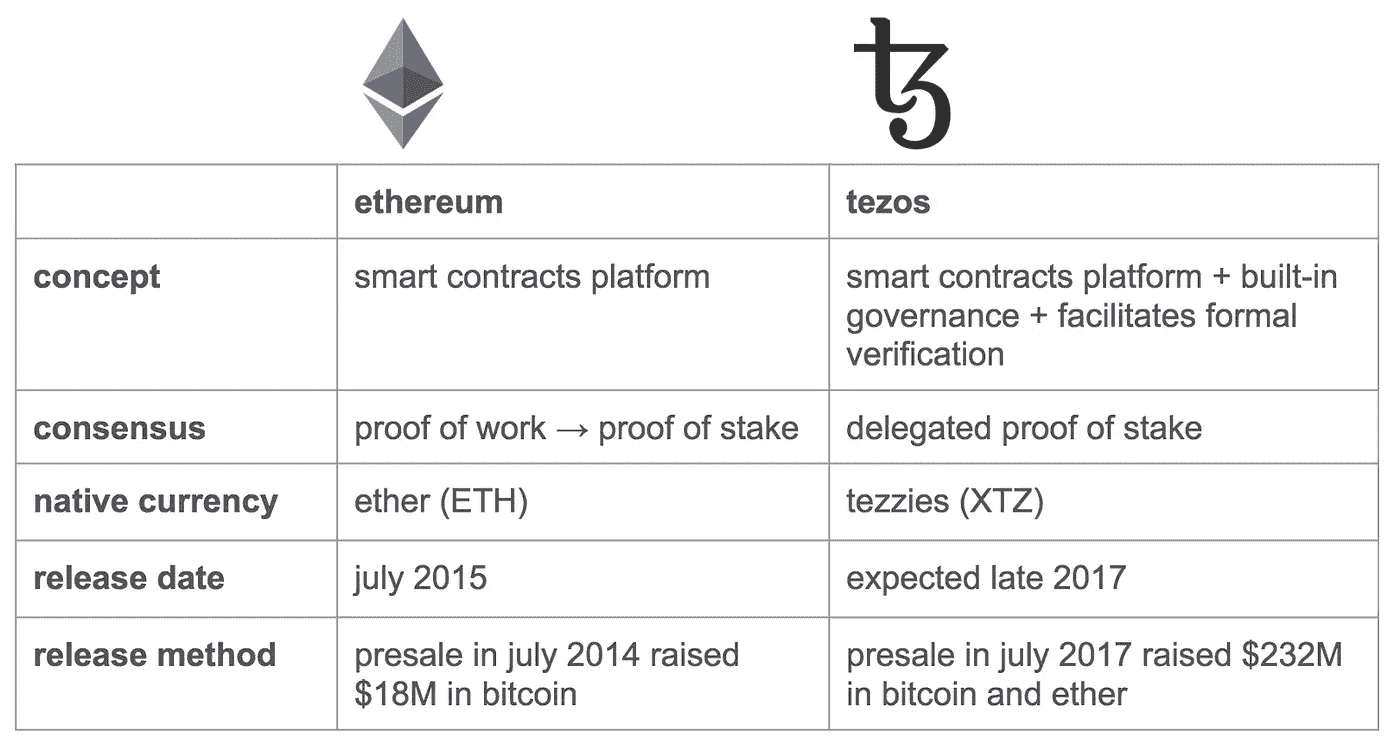 ethereum
tezos
concept
smart contracts platform
smart contracts platform + built-in
governance + facilitates formal
verification
consensus
proof of work → proof of stake
delegated proof of stake
native currency
ether (ETH)
tezzies (XTZ)
release date
july 2015
expected late 2017
release method
presale in july 2014 raised
$18M in bitcoin
presale in july 2017 raised $232M
in bitcoin and ether